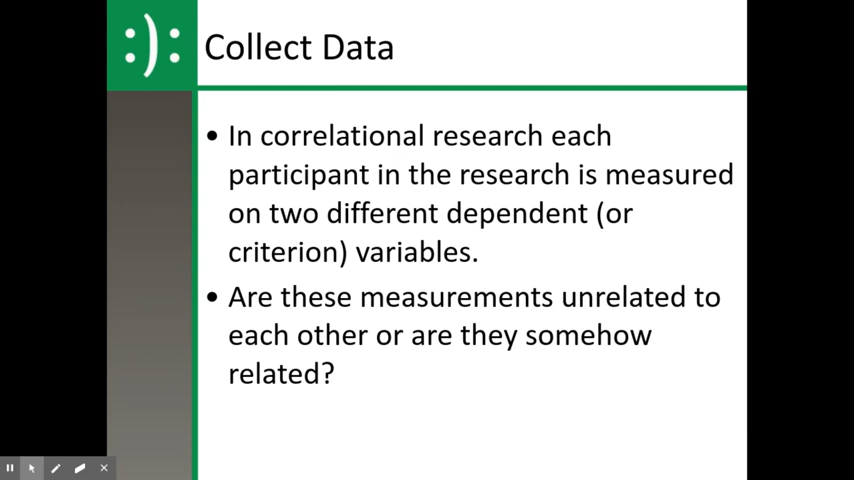 :):
Collect Data
• In correlational research each
participant in the research is measured
on two different dependent (or
criterion) variables.
• Are these measurements unrelated to
each other or are they somehow
related?